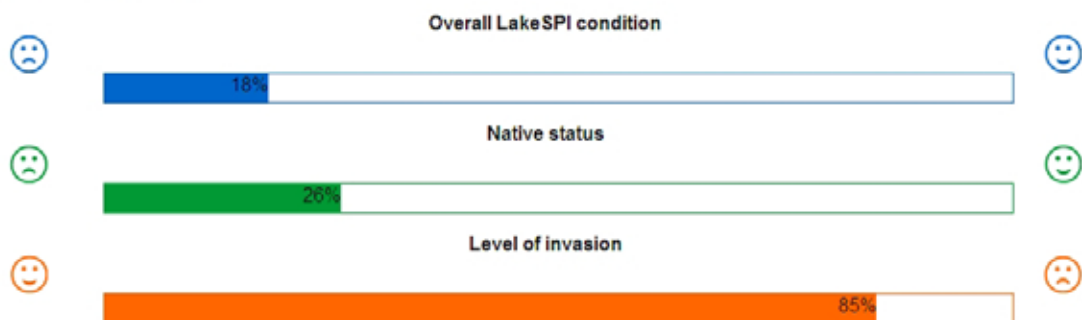 Overall LakeSPI condition
18%
Native status
26%
Level of invasion
85%